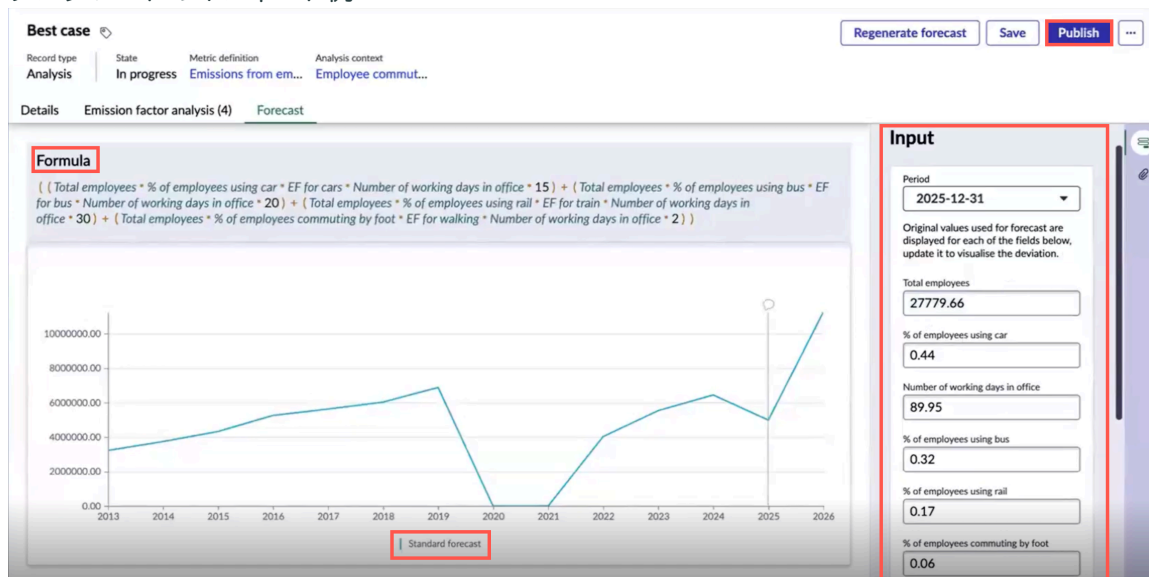 Best case
Regenerate forecast
Save
Publish
...
Record type
State
Metric definition
Analysis context
Analysis
In progress
Emissions from em...
Employee commut...
Details
Emission factor analysis (4)
Forecast
Formula
( ( Total employees * % of employees using car * EF for cars * Number of working days in office * 15 ) + ( Total employees * % of employees using bus * EF
for bus * Number of working days in office * 20 ) + ( Total employees * % of employees using rail * EF for train * Number of working days in
office * 30 ) + ( Total employees * % of employees commuting by foot * EF for walking * Number of working days in office * 2 ) )
10000000.00
8000000.00
6000000.00
4000000.00
2000000.00
0.00
2013 2014 2015 2016 2017 2018 2019 2020 2021 2022 2023 2024 2025 2026
Standard forecast
Input
Period
2025-12-31
Original values used for forecast are
displayed for each of the fields below,
update it to visualise the deviation.
Total employees
27779.66
% of employees using car
0.44
Number of working days in office
89.95
% of employees using bus
0.32
% of employees using rail
0.17
% of employees commuting by foot
0.06